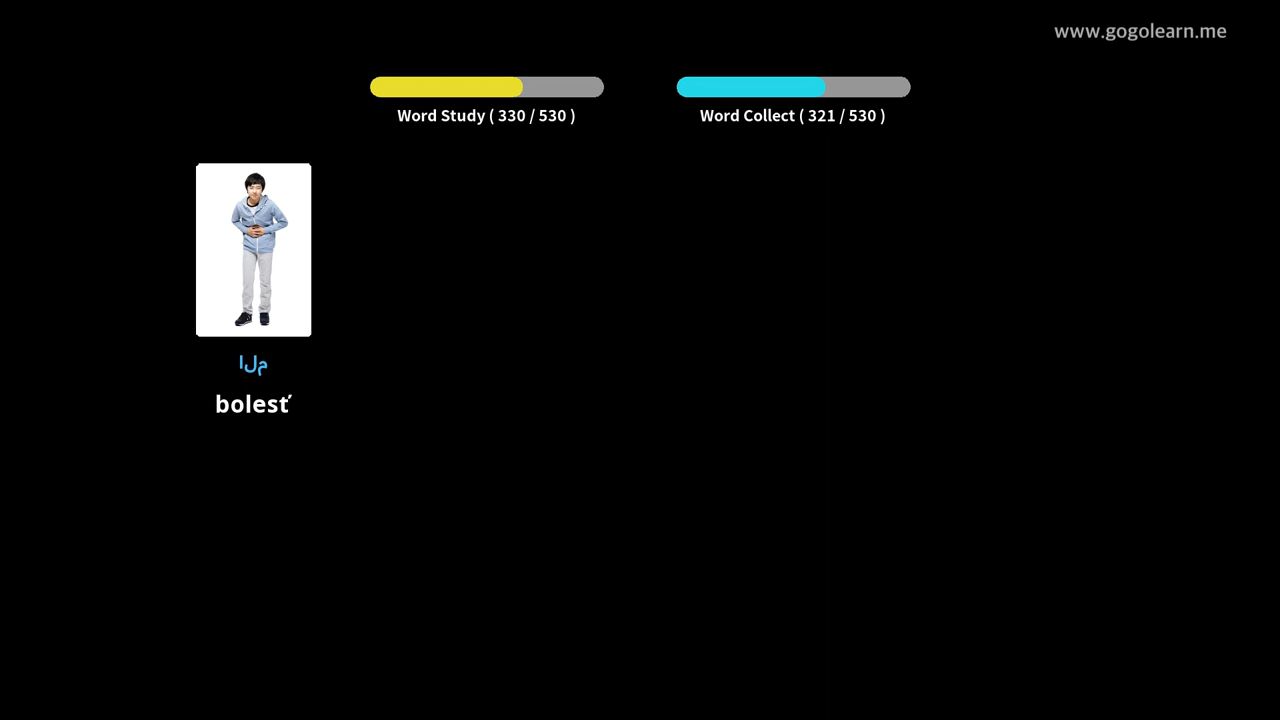 www.gogolearn.me
Word Study ( 330 / 530 )
Word Collect ( 321 / 530 )
الم
bolesť